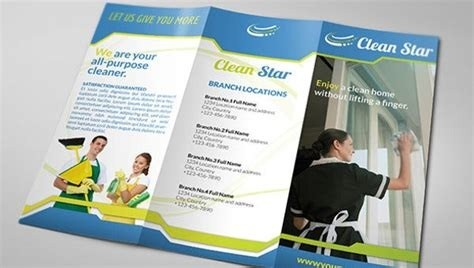 LET US GIVE YOU MORE
We are your
all-purpose
cleaner.
SATISFACTION GUARANTEED
Clean Star
BRANCH LOCATIONS
Branch No.1 Full Name
1234 Location name and address
City, Country
+123-456-7890
Branch No.2 Full Name
1234 Location name and address
City, Country
+123-456-7890
Branch No.3 Full Name
1234 Location name and address
City, Country
+123-456-7890
Branch No.4 Full Name
1234 Location name and address
City, Country
+123-456-7890
Clean Star
Enjoy a clean home
without lifting a finger.